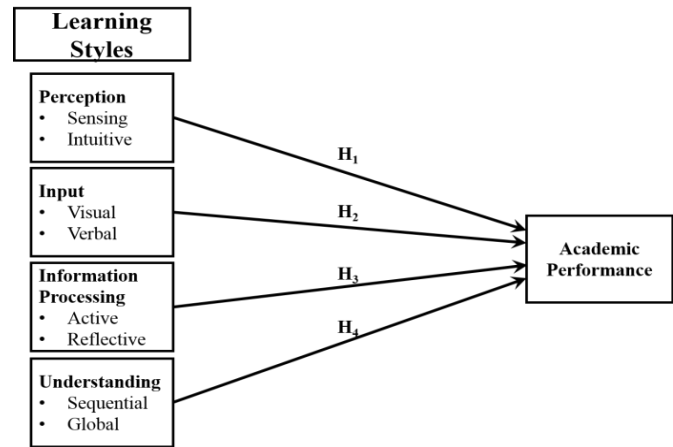 Learning
Styles
Perception
• Sensing
• Intuitive
H₁
Input
• Visual
• Verbal
H₂
Information
Processing
• Active
• Reflective
H₃
Understanding
• Sequential
• Global
H₄
Academic
Performance